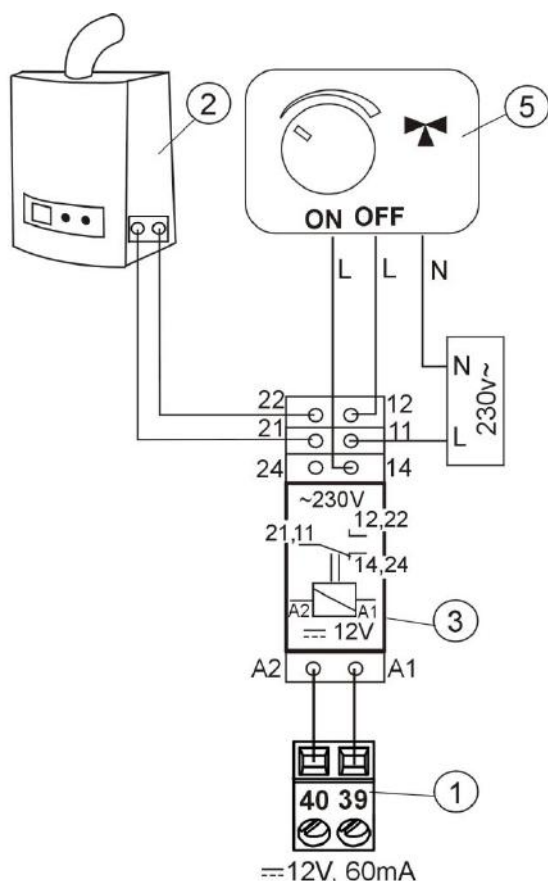 2
5
ON OFF
L L N
N
L
230v~
22 12
21 11
24 14
~230V
12,22
21,11
14,24
A2 A1
⎓ 12V
3
A2 A1
40 39
1
⎓12V, 60mA